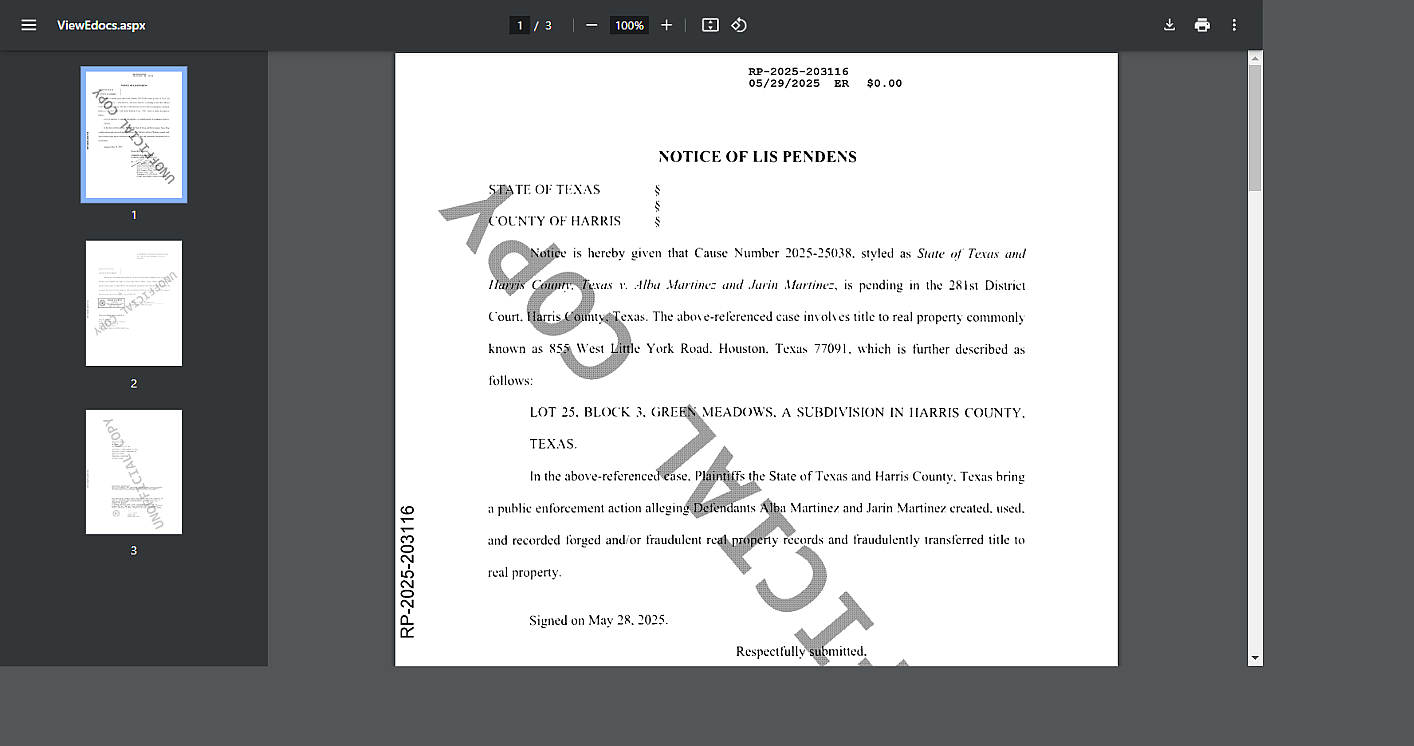 ViewEdocs.aspx
1 / 3
100%
1
2
3
RP-2025-203116
05/29/2025 ER $0.00
NOTICE OF LIS PENDENS
STATE OF TEXAS §
§
COUNTY OF HARRIS §
Notice is hereby given that Cause Number 2025-25038, styled as State of Texas and
Harris County, Texas v. Alba Martinez and Jarin Martinez, is pending in the 281st District
Court, Harris County, Texas. The above-referenced case involves title to real property commonly
known as 855 West Little York Road, Houston, Texas 77091, which is further described as
follows:
LOT 25, BLOCK 3, GREEN MEADOWS, A SUBDIVISION IN HARRIS COUNTY,
TEXAS.
In the above-referenced case, Plaintiffs the State of Texas and Harris County, Texas bring
a public enforcement action alleging Defendants Alba Martinez and Jarin Martinez created, used,
and recorded forged and/or fraudulent real property records and fraudulently transferred title to
real property.
Signed on May 28, 2025.
Respectfully submitted,
RP-2025-203116
ICIAL COPY
UNOFFICIAL COPY
UNOFFICIAL COPY
UNOFFICIAL COPY